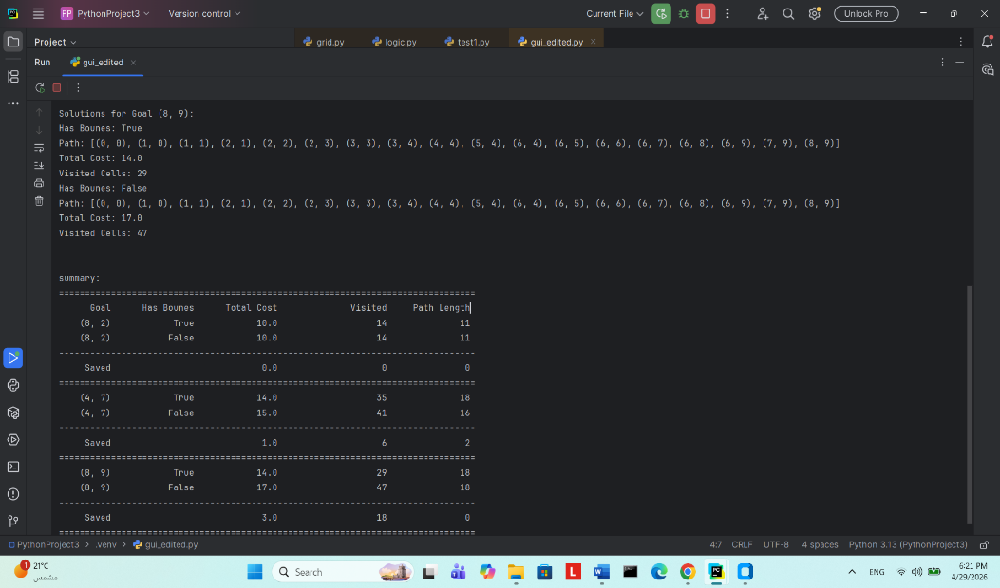 PP PythonProject3 Version control Current File Unlock Pro
Project grid.py logic.py test1.py gui_edited.py
Run gui_edited
Solutions for Goal (8, 9):
Has Bounes: True
Path: [(0, 0), (1, 0), (1, 1), (2, 1), (2, 2), (2, 3), (3, 3), (3, 4), (4, 4), (5, 4), (6, 4), (6, 5), (6, 6), (6, 7), (6, 8), (6, 9), (7, 9), (8, 9)]
Total Cost: 14.0
Visited Cells: 29
Has Bounes: False
Path: [(0, 0), (1, 0), (1, 1), (2, 1), (2, 2), (2, 3), (3, 3), (3, 4), (4, 4), (5, 4), (6, 4), (6, 5), (6, 6), (6, 7), (6, 8), (6, 9), (7, 9), (8, 9)]
Total Cost: 17.0
Visited Cells: 47
summary:
================================================================================
Goal Has Bounes Total Cost Visited Path Length
(8, 2) True 10.0 14 11
(8, 2) False 10.0 14 11
--------------------------------------------------------------------------------
Saved 0.0 0 0
================================================================================
(4, 7) True 14.0 35 18
(4, 7) False 15.0 41 16
--------------------------------------------------------------------------------
Saved 1.0 6 2
================================================================================
(8, 9) True 14.0 29 18
(8, 9) False 17.0 47 18
--------------------------------------------------------------------------------
Saved 3.0 18 0
================================================================================
PythonProject3 > .venv > gui_edited.py 4:7 CRLF UTF-8 4 spaces Python 3.13 (PythonProject3)
1 21°C
مشمس
Search L ENG 6:21 PM
4/29/2026